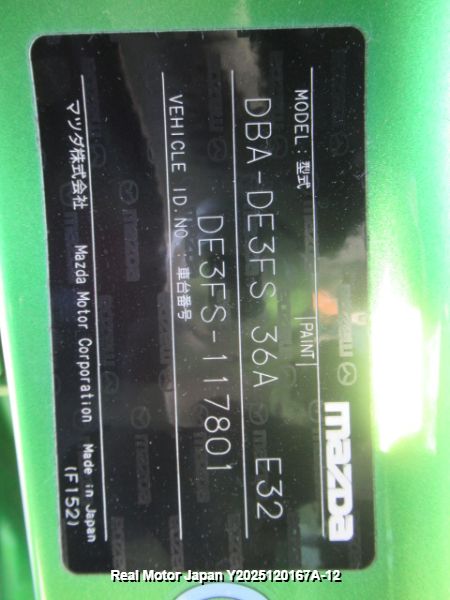 mazda
MODEL:型式 |PAINT|
DBA-DE3FS 36A E32
VEHICLE ID.NO:車台番号
DE3FS-117801
マツダ株式会社 Mazda Motor Corporation Made in Japan
(F152)
Real Motor Japan Y2025120167A-12